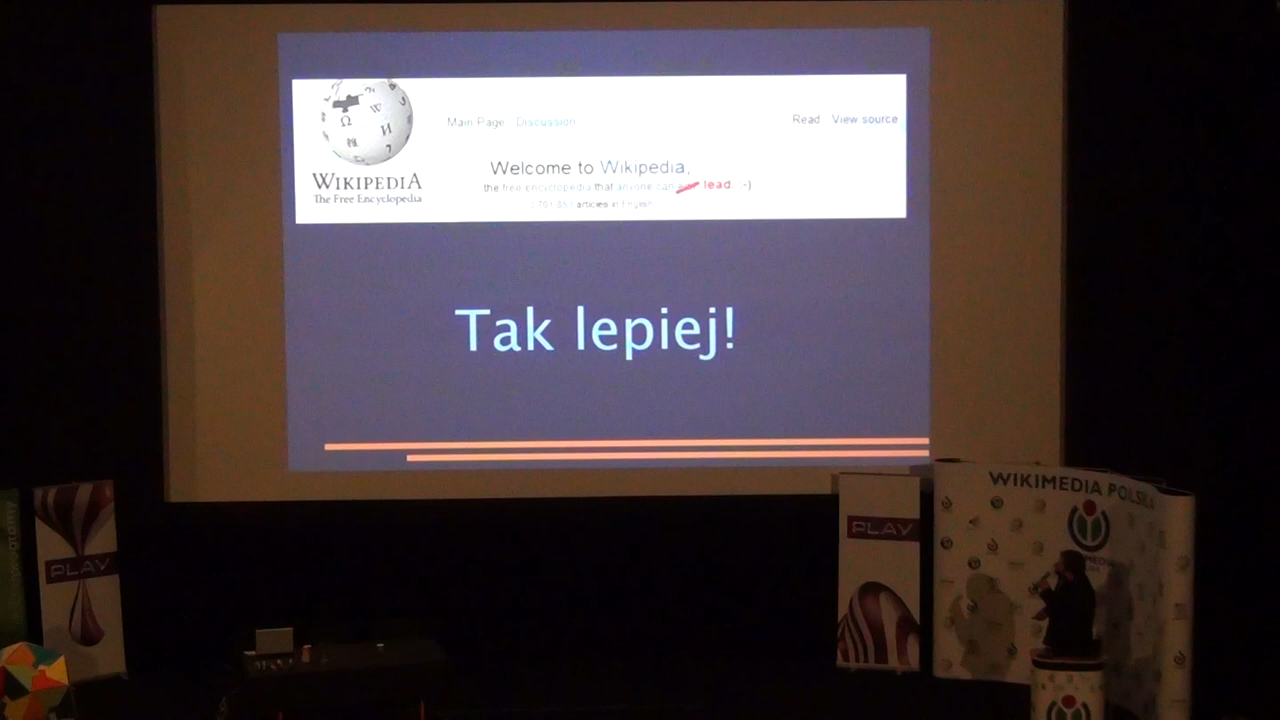 Main Page Discussion
Read View source
Welcome to Wikipedia,
the free encyclopedia that anyone can lead :-)
articles in English
WIKIPEDIA
The Free Encyclopedia
Tak lepiej!
WIKIMEDIA POLSKA
PLAY
PLAY